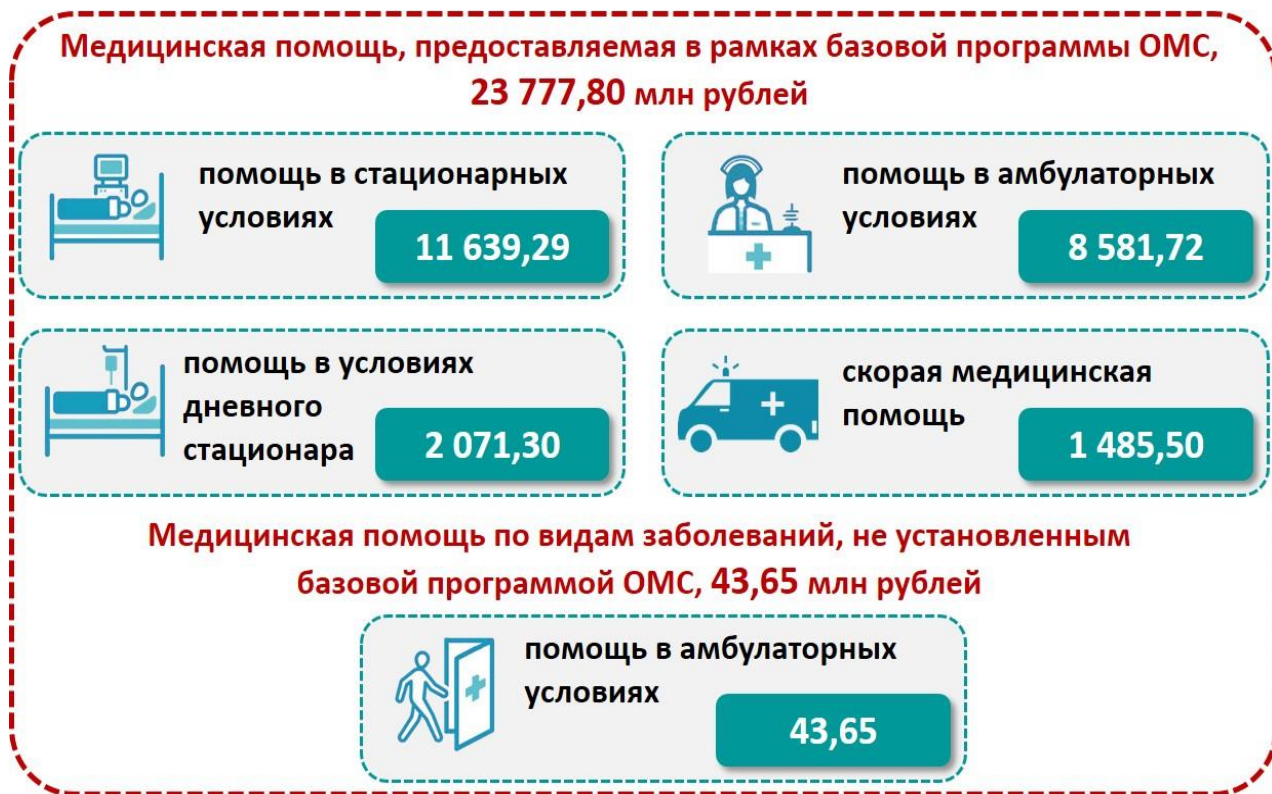 Медицинская помощь, предоставляемая в рамках базовой программы ОМС,
23 777,80 млн рублей
помощь в стационарных
условиях
11 639,29
помощь в амбулаторных
условиях
8 581,72
помощь в условиях
дневного
стационара
2 071,30
скорая медицинская
помощь
1 485,50
Медицинская помощь по видам заболеваний, не установленным
базовой программой ОМС, 43,65 млн рублей
помощь в амбулаторных
условиях
43,65